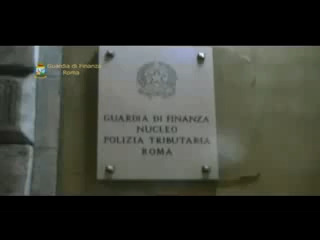 Guardia di Finanza
Roma
GUARDIA DI FINANZA
NUCLEO
POLIZIA TRIBUTARIA
ROMA